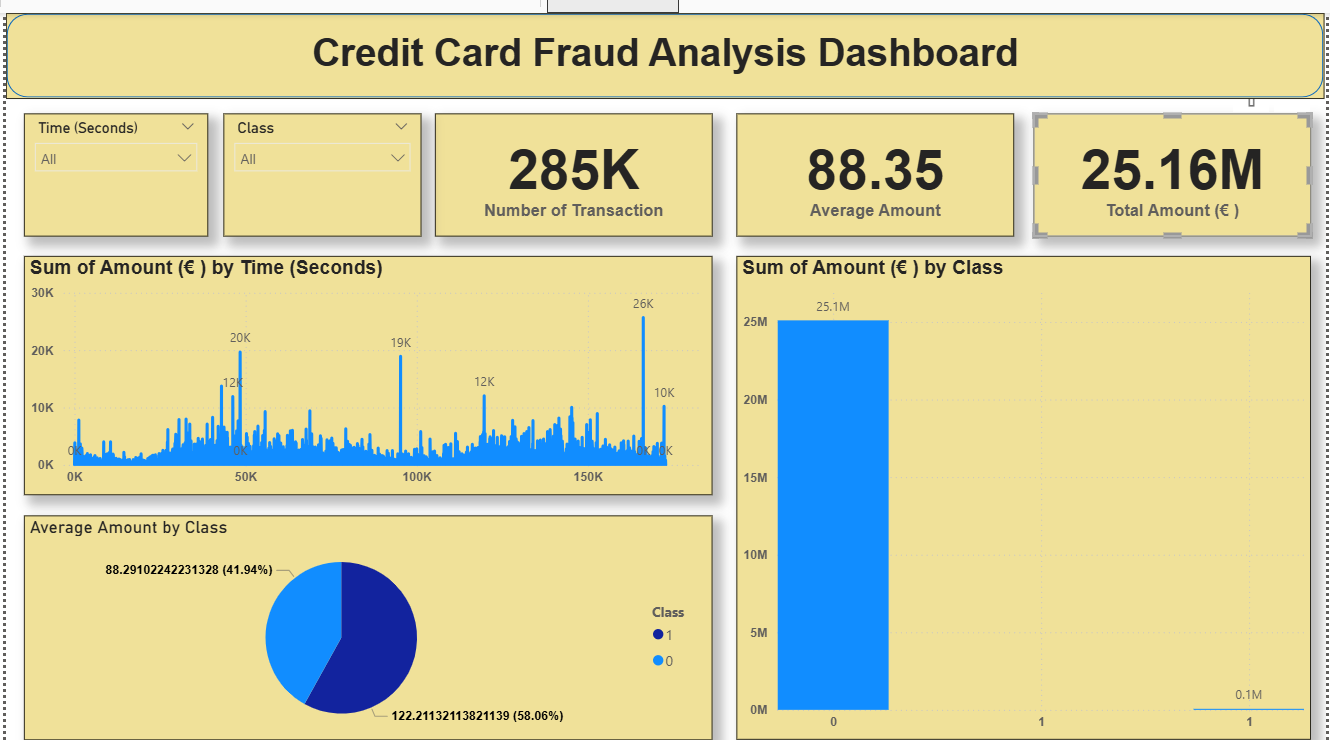 Credit Card Fraud Analysis Dashboard
Time (Seconds)
All
Class
All
285K
Number of Transaction
88.35
Average Amount
25.16M
Total Amount (€ )
Sum of Amount (€ ) by Time (Seconds)
30K
20K
10K
0K
0K
50K
100K
150K
0K
12K
20K
0K
19K
12K
26K
10K
Average Amount by Class
88.29102242231328 (41.94%)
122.21132113821139 (58.06%)
Class
1
0
Sum of Amount (€ ) by Class
25M
20M
15M
10M
5M
0M
25.1M
0.1M
0
1
1